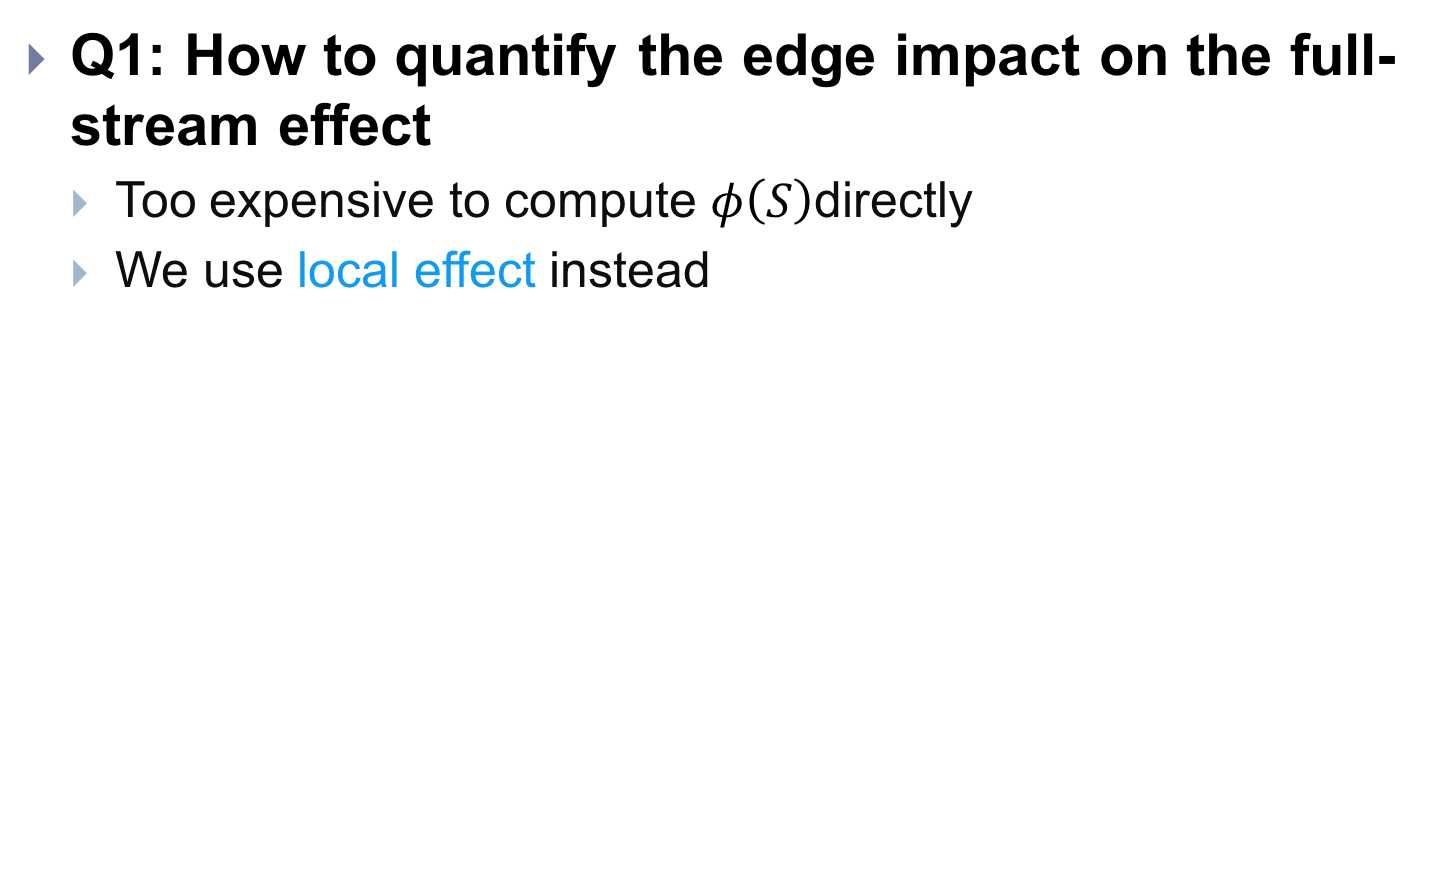 Q1: How to quantify the edge impact on the full-
stream effect
Too expensive to compute 𝜙(𝑆)directly
We use local effect instead